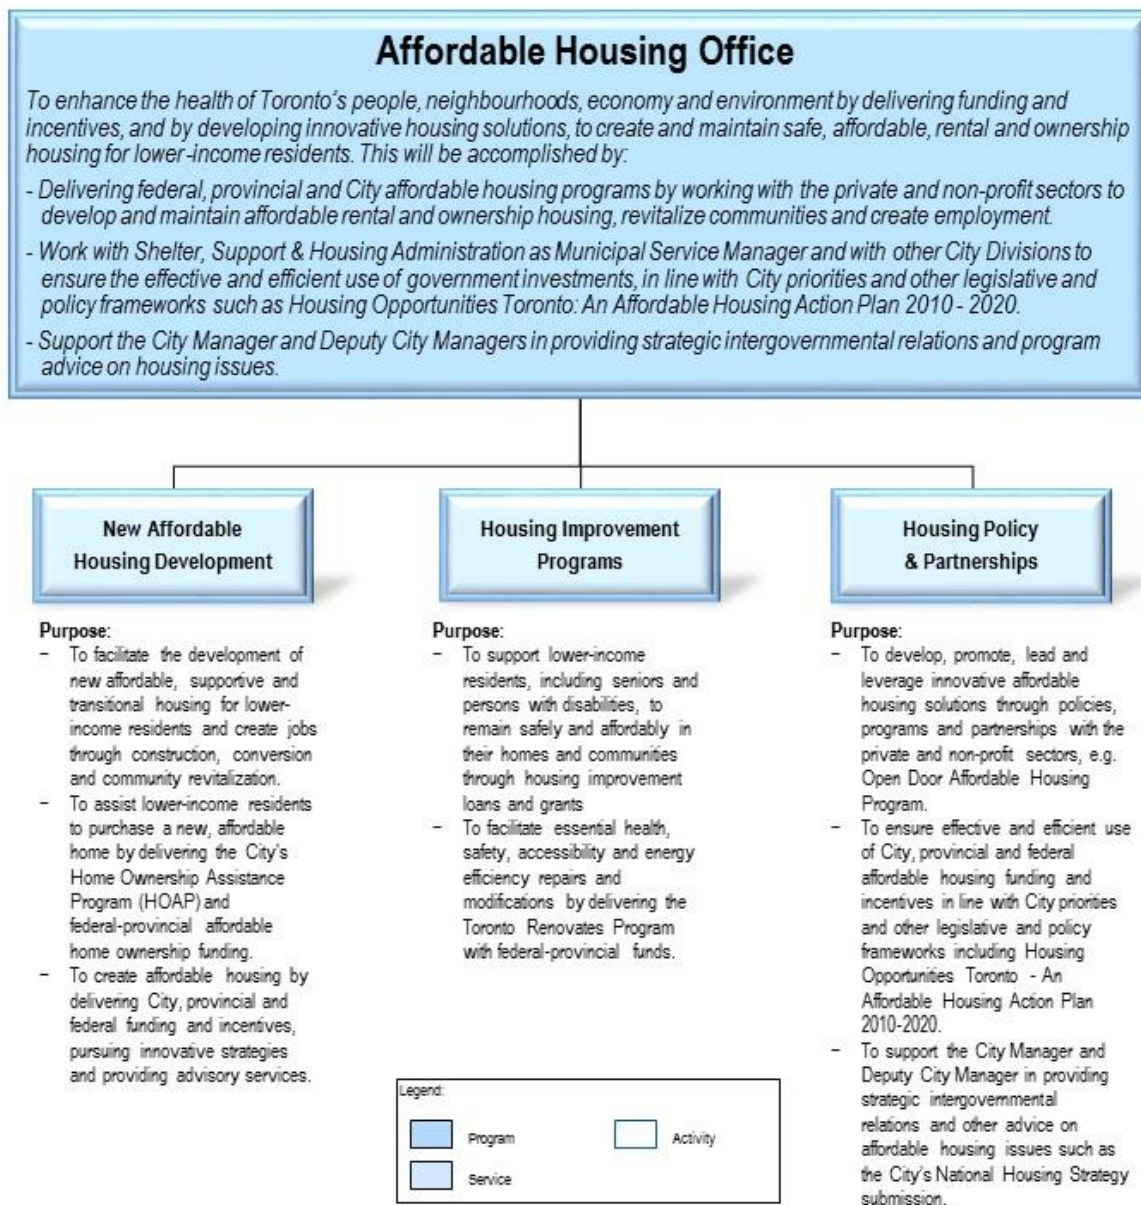 Affordable Housing Office
To enhance the health of Toronto's people, neighbourhoods, economy and environment by delivering funding and
incentives, and by developing innovative housing solutions, to create and maintain safe, affordable, rental and ownership
housing for lower-income residents. This will be accomplished by:
- Delivering federal, provincial and City affordable housing programs by working with the private and non-profit sectors to
develop and maintain affordable rental and ownership housing, revitalize communities and create employment.
- Work with Shelter, Support & Housing Administration as Municipal Service Manager and with other City Divisions to
ensure the effective and efficient use of government investments, in line with City priorities and other legislative and
policy frameworks such as Housing Opportunities Toronto: An Affordable Housing Action Plan 2010 - 2020.
- Support the City Manager and Deputy City Managers in providing strategic intergovernmental relations and program
advice on housing issues.
New Affordable
Housing Development
Purpose:
- To facilitate the development of
new affordable, supportive and
transitional housing for lower-
income residents and create jobs
through construction, conversion
and community revitalization.
- To assist lower-income residents
to purchase a new, affordable
home by delivering the City's
Home Ownership Assistance
Program (HOAP) and
federal-provincial affordable
home ownership funding.
- To create affordable housing by
delivering City, provincial and
federal funding and incentives,
pursuing innovative strategies
and providing advisory services.
Housing Improvement
Programs
Purpose:
- To support lower-income
residents, including seniors and
persons with disabilities, to
remain safely and affordably in
their homes and communities
through housing improvement
loans and grants
- To facilitate essential health,
safety, accessibility and energy
efficiency repairs and
modifications by delivering the
Toronto Renovates Program
with federal-provincial funds.
Housing Policy
& Partnerships
Purpose:
- To develop, promote, lead and
leverage innovative affordable
housing solutions through policies,
programs and partnerships with the
private and non-profit sectors, e.g.
Open Door Affordable Housing
Program.
- To ensure effective and efficient use
of City, provincial and federal
affordable housing funding and
incentives in line with City priorities
and other legislative and policy
frameworks including Housing
Opportunities Toronto - An
Affordable Housing Action Plan
2010-2020.
- To support the City Manager and
Deputy City Manager in providing
strategic intergovernmental
relations and other advice on
affordable housing issues such as
the City's National Housing Strategy
submission.
Legend:
Program
Activity
Service